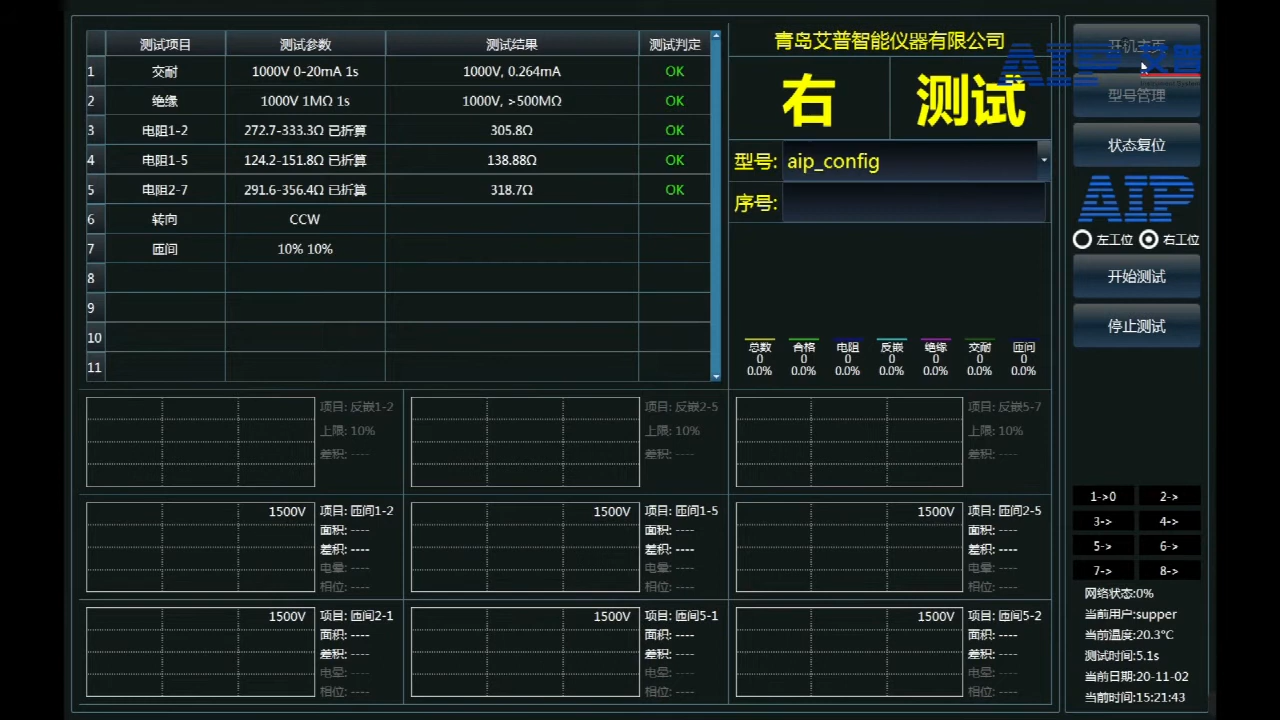 测试项目 测试参数 测试结果 测试判定
1 交耐 1000V 0-20mA 1s 1000V, 0.264mA OK
2 绝缘 1000V 1MΩ 1s 1000V, >500MΩ OK
3 电阻1-2 272.7-333.3Ω 已折算 305.8Ω OK
4 电阻1-5 124.2-151.8Ω 已折算 138.88Ω OK
5 电阻2-7 291.6-356.4Ω 已折算 318.7Ω OK
6 转向 CCW
7 匝间 10% 10%
8
9
10
11
青岛艾普智能仪器有限公司
右 测试
型号: aip_config
序号:
总数 合格 电阻 反嵌 绝缘 交耐 匝间
0 0 0 0 0 0 0
0.0% 0.0% 0.0% 0.0% 0.0% 0.0% 0.0%
项目: 反嵌1-2
上限: 10%
差积: ----
项目: 反嵌2-5
上限: 10%
差积: ----
项目: 反嵌5-7
上限: 10%
差积: ----
1500V 项目: 匝间1-2
面积: ----
差积: ----
电晕: ----
相位: ----
1500V 项目: 匝间1-5
面积: ----
差积: ----
电晕: ----
相位: ----
1500V 项目: 匝间2-5
面积: ----
差积: ----
电晕: ----
相位: ----
1500V 项目: 匝间2-1
面积: ----
差积: ----
电晕: ----
相位: ----
1500V 项目: 匝间5-1
面积: ----
差积: ----
电晕: ----
相位: ----
1500V 项目: 匝间5-2
面积: ----
差积: ----
电晕: ----
相位: ----
开机主页
AIP 艾普
型号管理
状态复位
AIP
左工位 右工位
开始测试
停止测试
1->0 2->
3-> 4->
5-> 6->
7-> 8->
网络状态:0%
当前用户:supper
当前温度:20.3°C
测试时间:5.1s
当前日期:20-11-02
当前时间:15:21:43